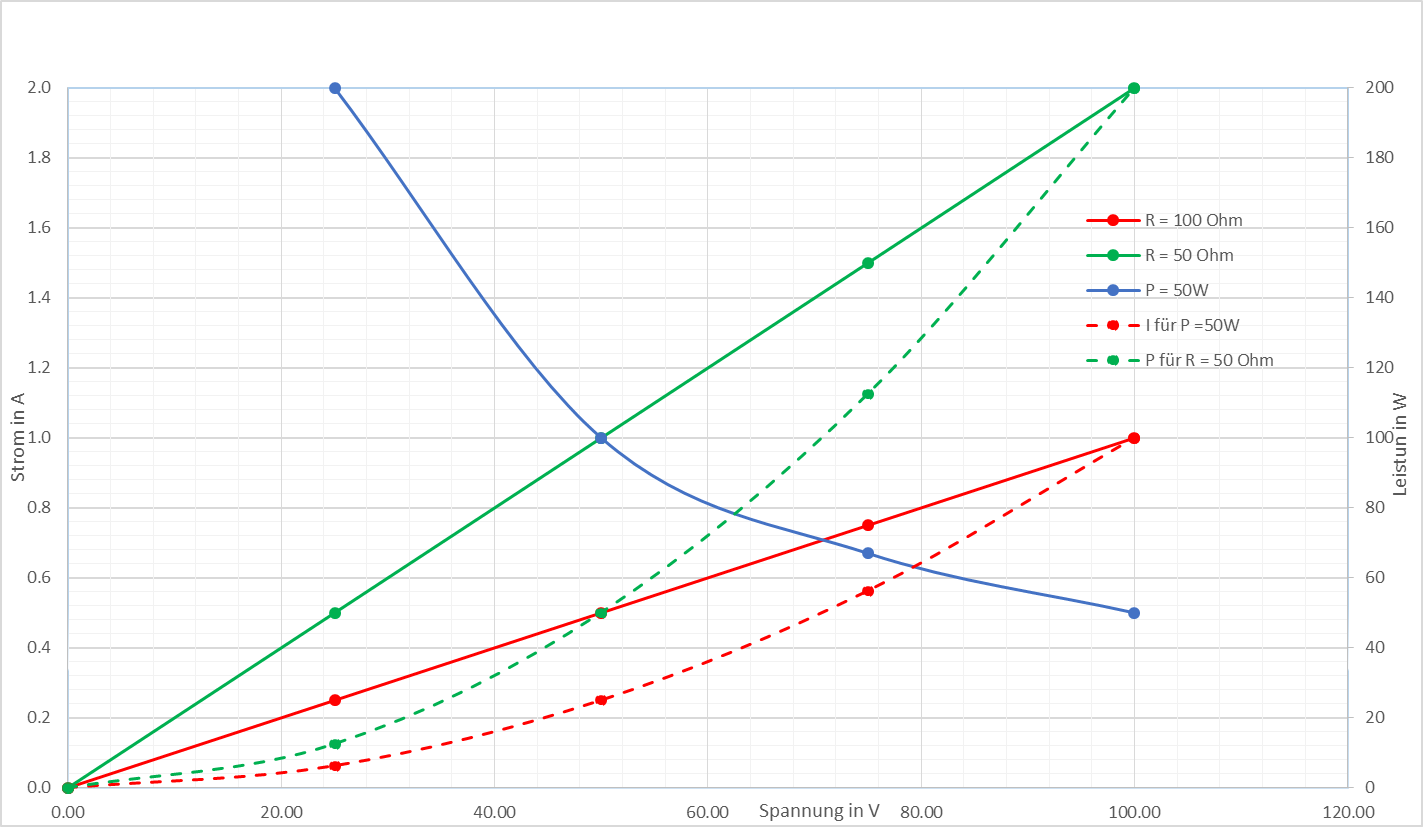 2.0
1.8
1.6
1.4
1.2
1.0
0.8
0.6
0.4
0.2
0.0
Strom in A
200
180
160
140
120
100
80
60
40
20
0
Leistun in W
R = 100 Ohm
R = 50 Ohm
P = 50W
I für P =50W
P für R = 50 Ohm
0.00 20.00 40.00 60.00 80.00 100.00 120.00
Spannung in V